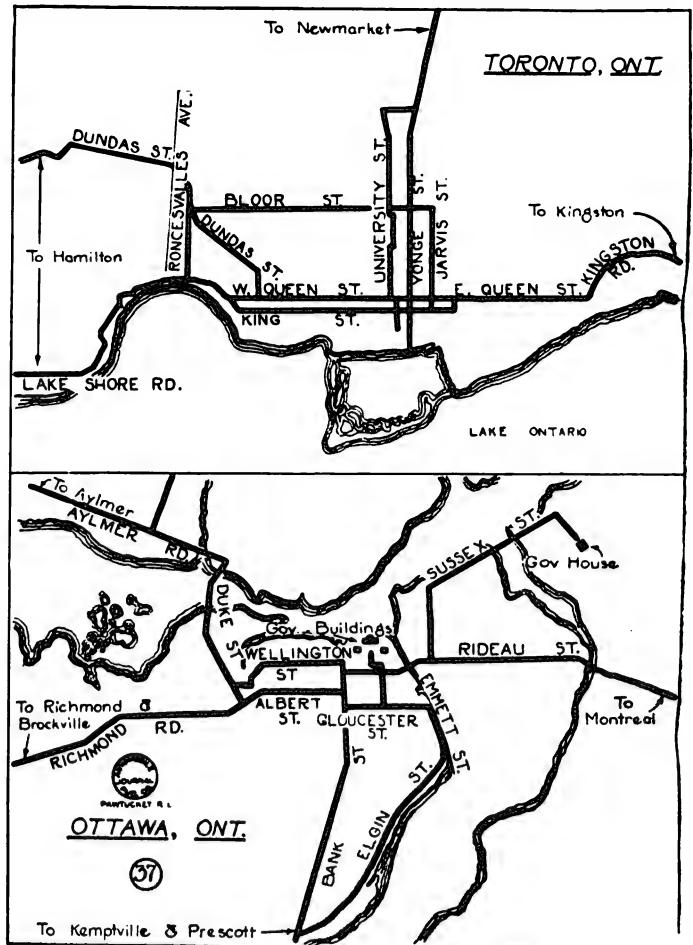 To Newmarket
TORONTO, ONT.
RONCESVALLES AVE.
DUNDAS ST.
BLOOR ST.
UNIVERSITY ST.
YONGE ST.
JARVIS ST.
To Kingston
KINGSTON RD.
To Hamilton
DUNDAS ST.
W. QUEEN ST.
E. QUEEN ST.
KING ST.
LAKE SHORE RD.
LAKE ONTARIO
To Aylmer
AYLMER RD.
SUSSEX ST.
Gov House
DUKE ST.
Gov. Buildings
WELLINGTON ST
RIDEAU ST.
To Richmond & Brockville
RICHMOND RD.
ALBERT ST.
GLOUCESTER ST.
EMMETT ST.
To Montreal
JOURNAL
PAWTUCKET R.I.
OTTAWA, ONT.
37
BANK ST
ELGIN ST.
To Kemptville & Prescott